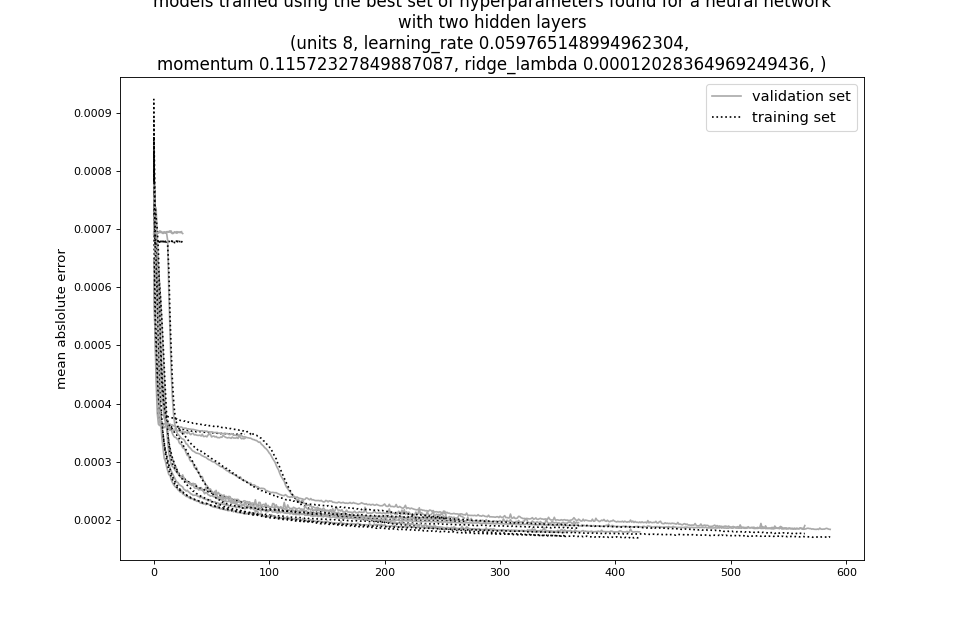 models trained using the best set of hyperparameters found for a neural network
with two hidden layers
(units 8, learning_rate 0.059765148994962304,
momentum 0.11572327849887087, ridge_lambda 0.00012028364969249436, )
validation set
training set
mean abslolute error
0.0009
0.0008
0.0007
0.0006
0.0005
0.0004
0.0003
0.0002
0 100 200 300 400 500 600